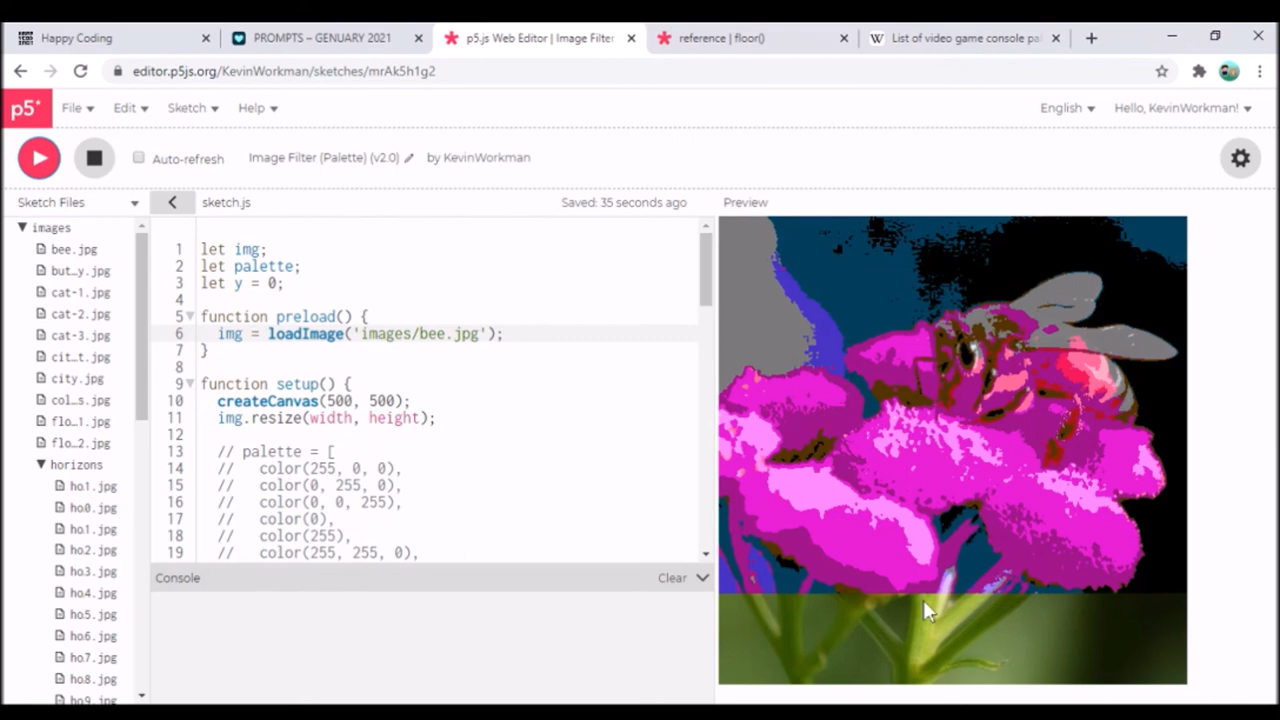 Happy Coding
PROMPTS – GENUARY 2021
p5.js Web Editor | Image Filter
reference | floor()
List of video game console pa
editor.p5js.org/KevinWorkman/sketches/mrAk5h1g2
p5*
File
Edit
Sketch
Help
English
Hello, KevinWorkman!
Auto-refresh
Image Filter (Palette) (v2.0)
by KevinWorkman
Sketch Files
sketch.js
Saved: 35 seconds ago
Preview
images
bee.jpg
but_y.jpg
cat-1.jpg
cat-2.jpg
cat-3.jpg
cit_t.jpg
city.jpg
col_s.jpg
flo_1.jpg
flo_2.jpg
horizons
ho.1.jpg
ho0.jpg
ho1.jpg
ho2.jpg
ho3.jpg
ho4.jpg
ho5.jpg
ho6.jpg
ho7.jpg
ho8.jpg
ho9.jpg
1 let img;
2 let palette;
3 let y = 0;
4
5 function preload() {
6 img = loadImage('images/bee.jpg');
7 }
8
9 function setup() {
10 createCanvas(500, 500);
11 img.resize(width, height);
12
13 // palette = [
14 // color(255, 0, 0),
15 // color(0, 255, 0),
16 // color(0, 0, 255),
17 // color(0),
18 // color(255),
19 // color(255, 255, 0),
Console
Clear